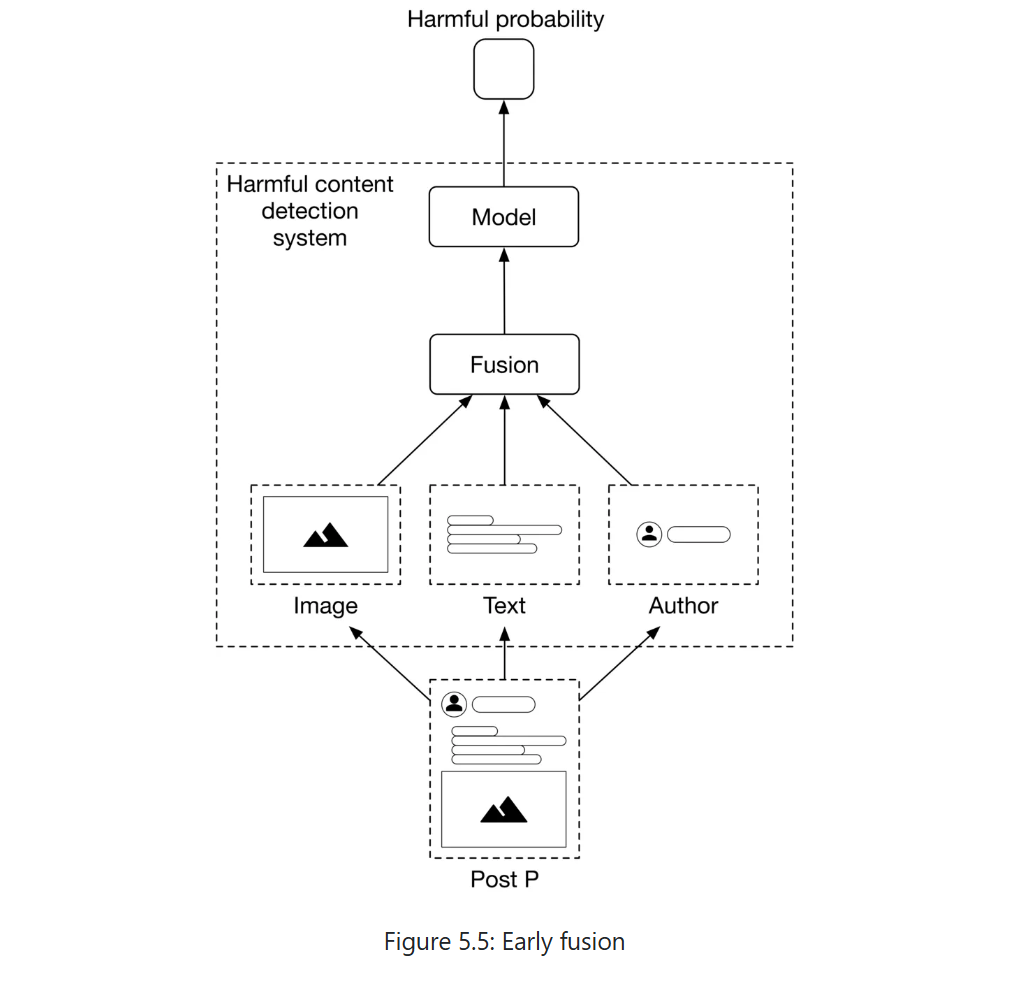 Harmful probability
Harmful content
detection
system
Model
Fusion
Image
Text
Author
Post P
Figure 5.5: Early fusion